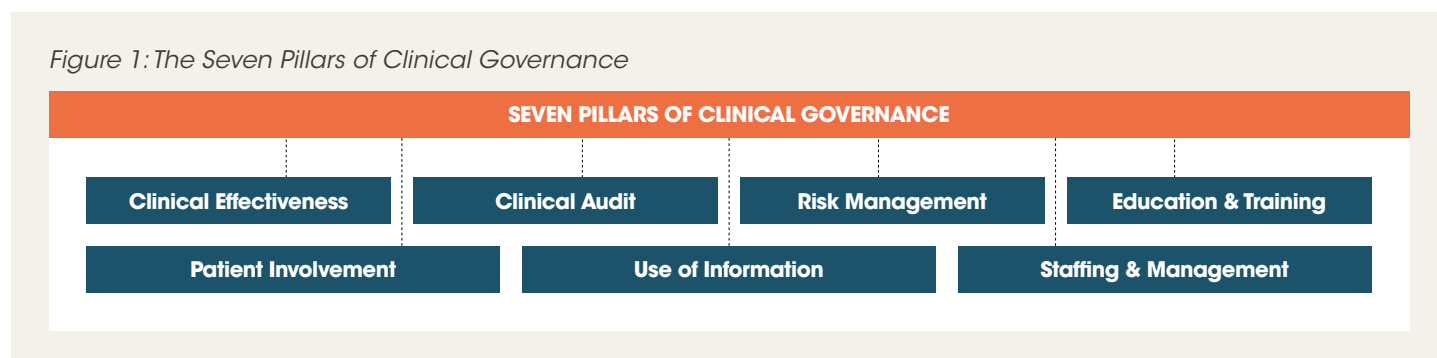 Figure 1: The Seven Pillars of Clinical Governance
SEVEN PILLARS OF CLINICAL GOVERNANCE
Clinical Effectiveness
Clinical Audit
Risk Management
Education & Training
Patient Involvement
Use of Information
Staffing & Management